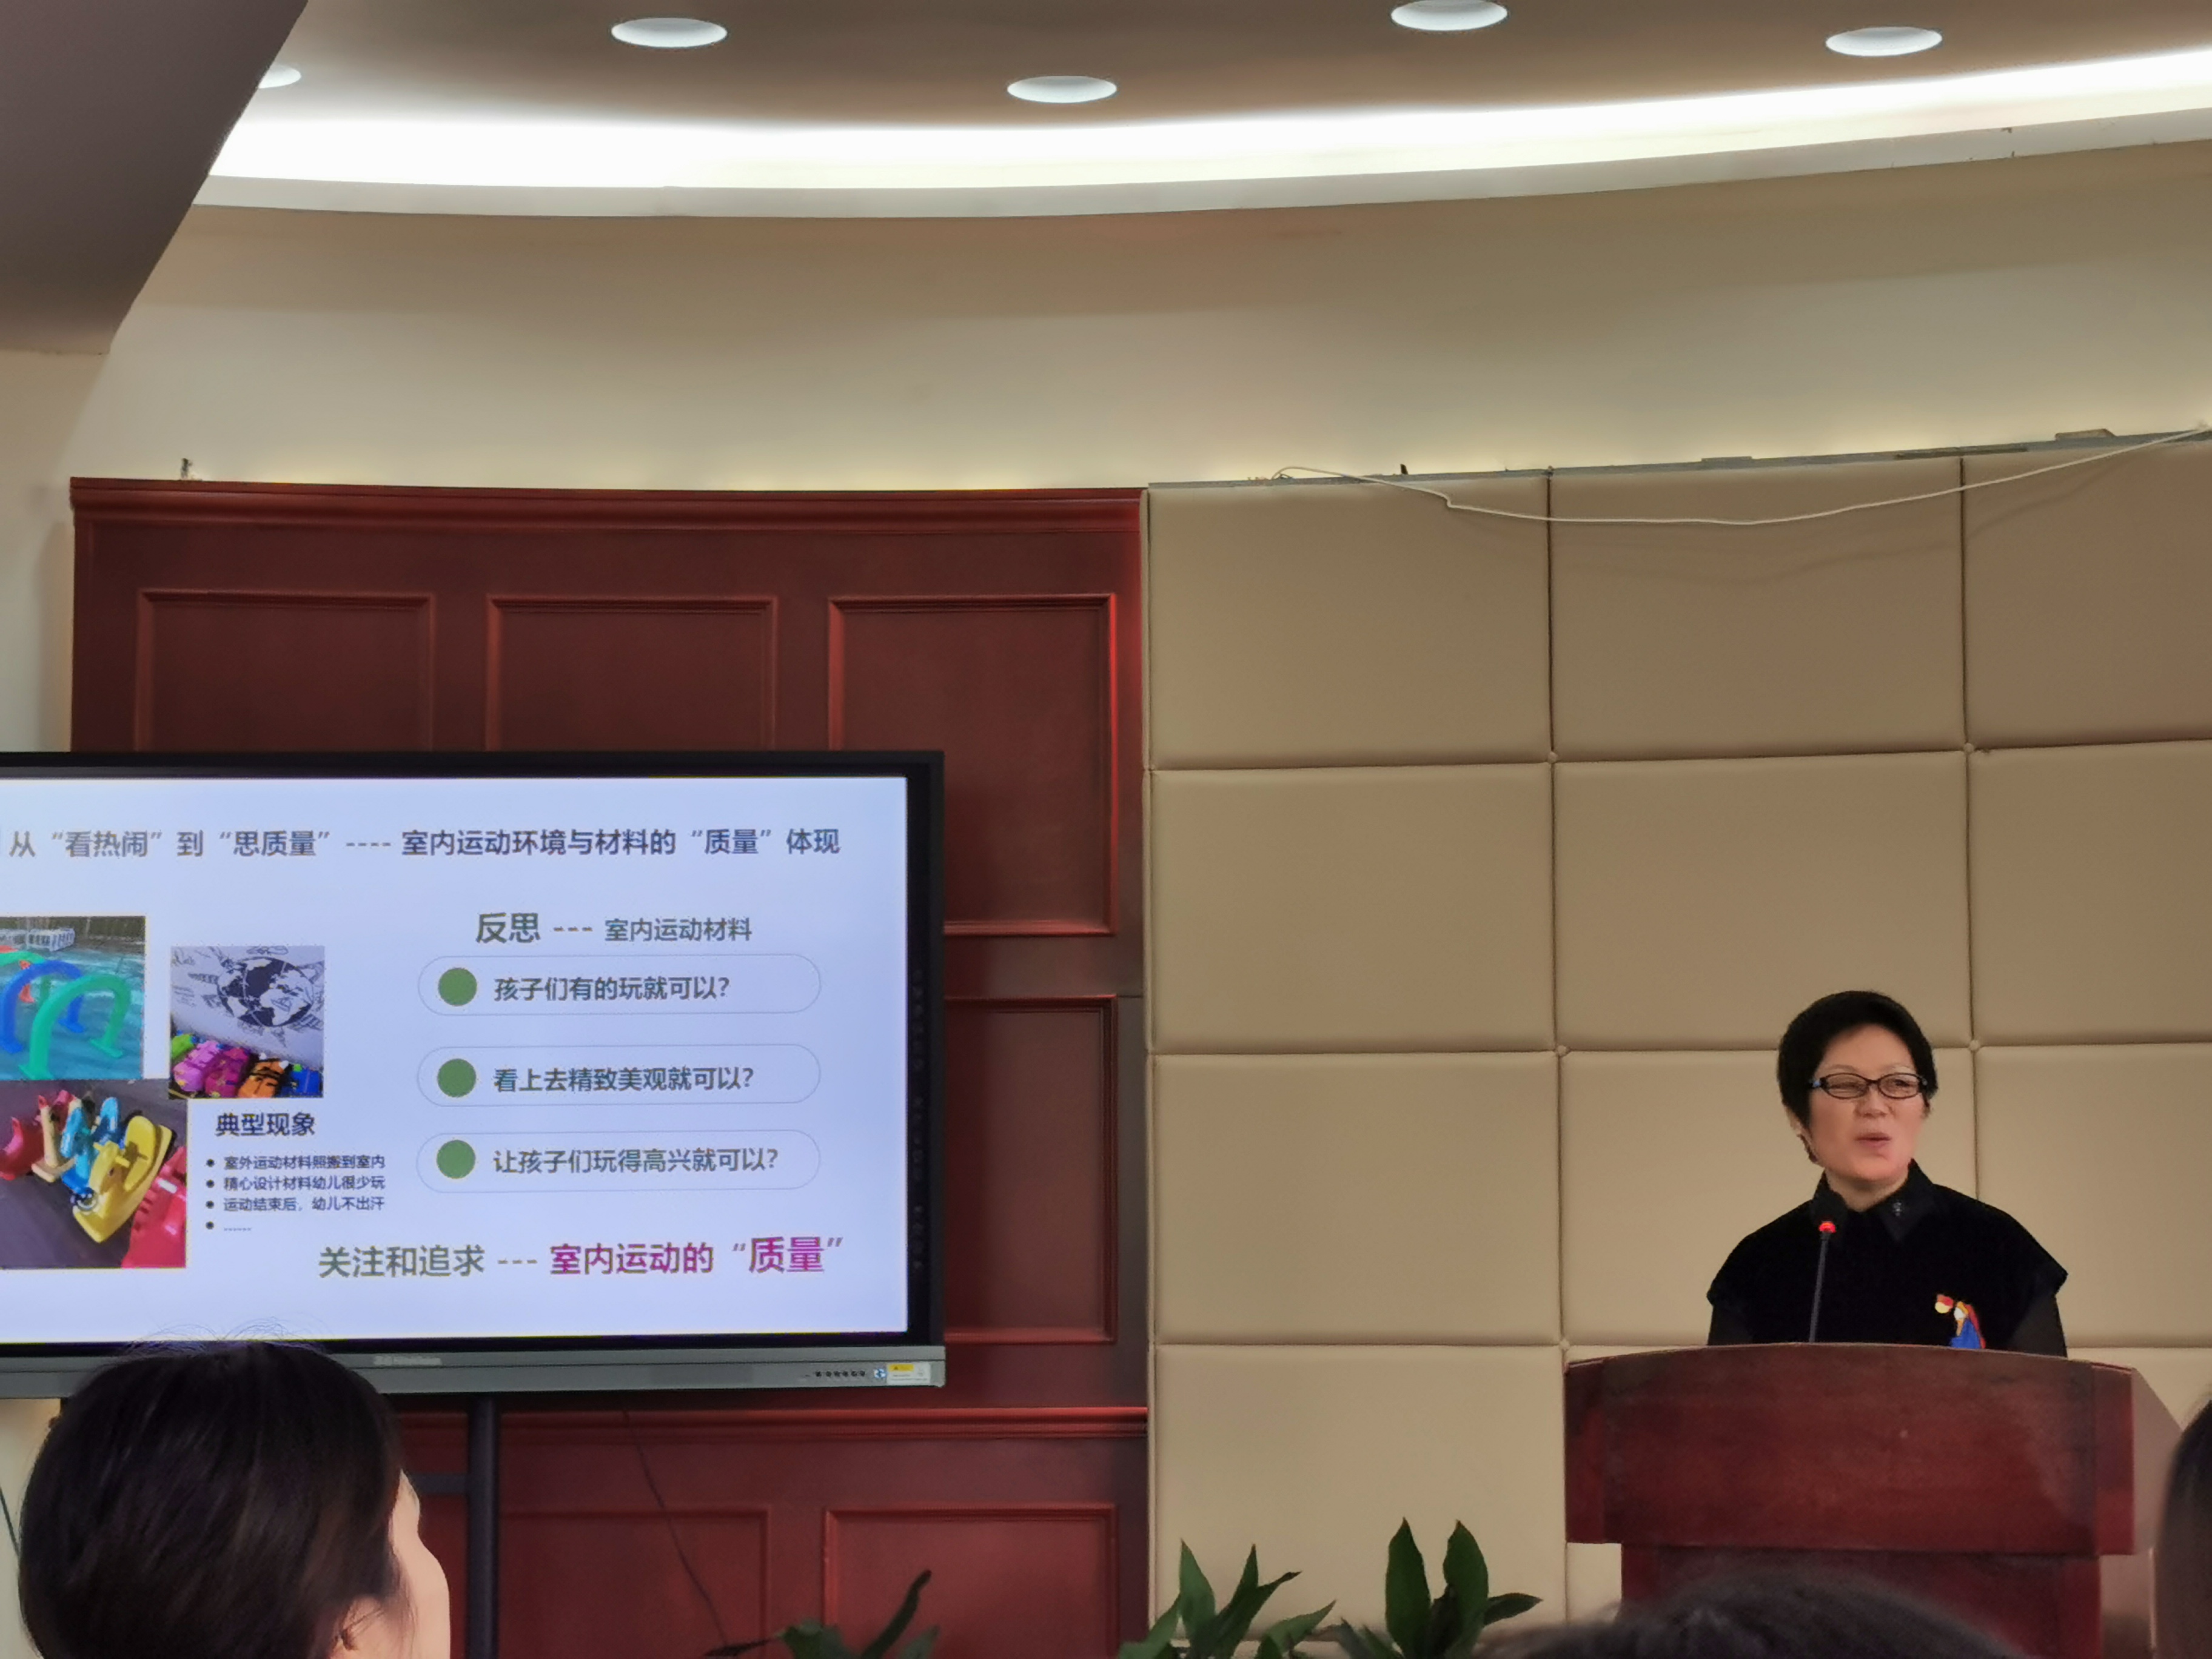 从“看热闹”到“思质量”----室内运动环境与材料的“质量”体现
反思 --- 室内运动材料
孩子们有的玩就可以？
看上去精致美观就可以？
让孩子们玩得高兴就可以？
典型现象
室外运动材料照搬到室内
精心设计材料幼儿很少玩
运动结束后，幼儿不出汗
……
关注和追求 --- 室内运动的“质量”